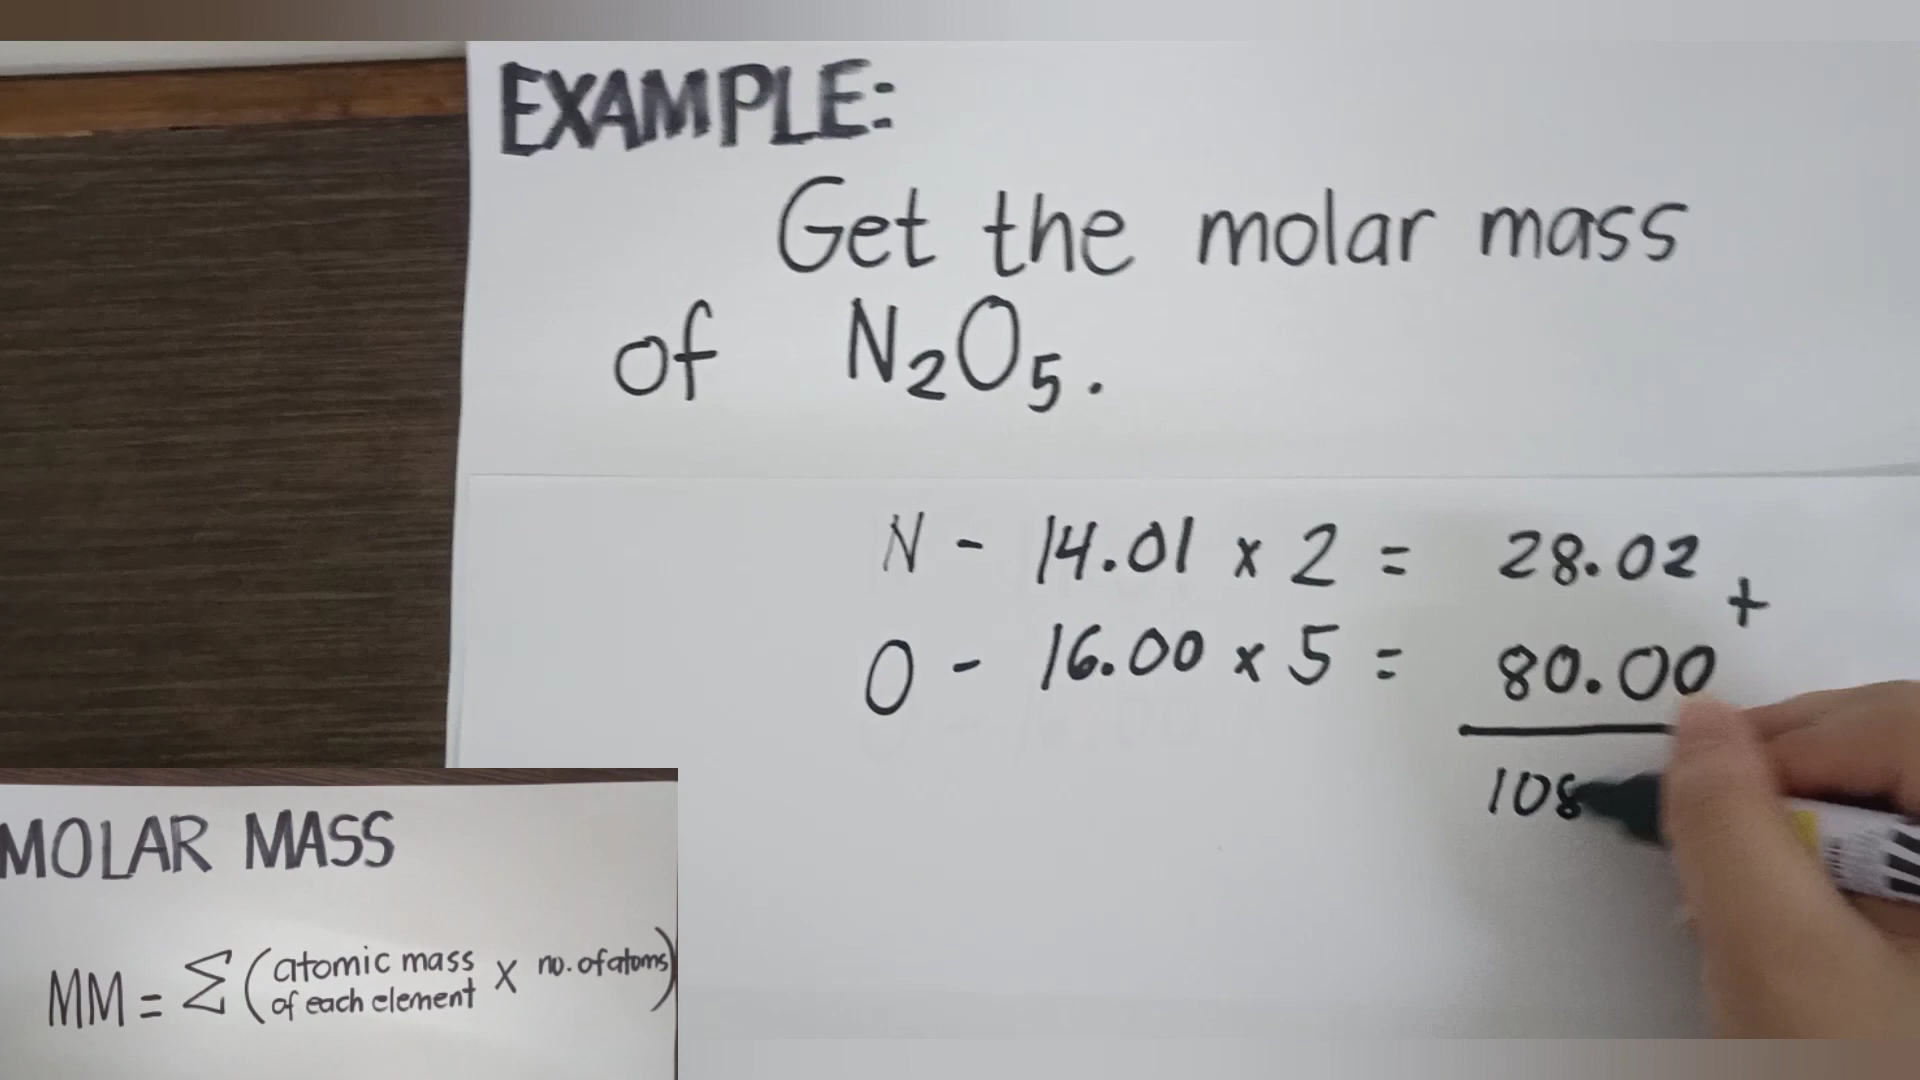 EXAMPLE:
Get the molar mass
of N₂O₅.
N - 14.01 x 2 = 28.02 +
O - 16.00 x 5 = 80.00
108
MOLAR MASS
MM = Σ (atomic mass of each element x no. of atoms)